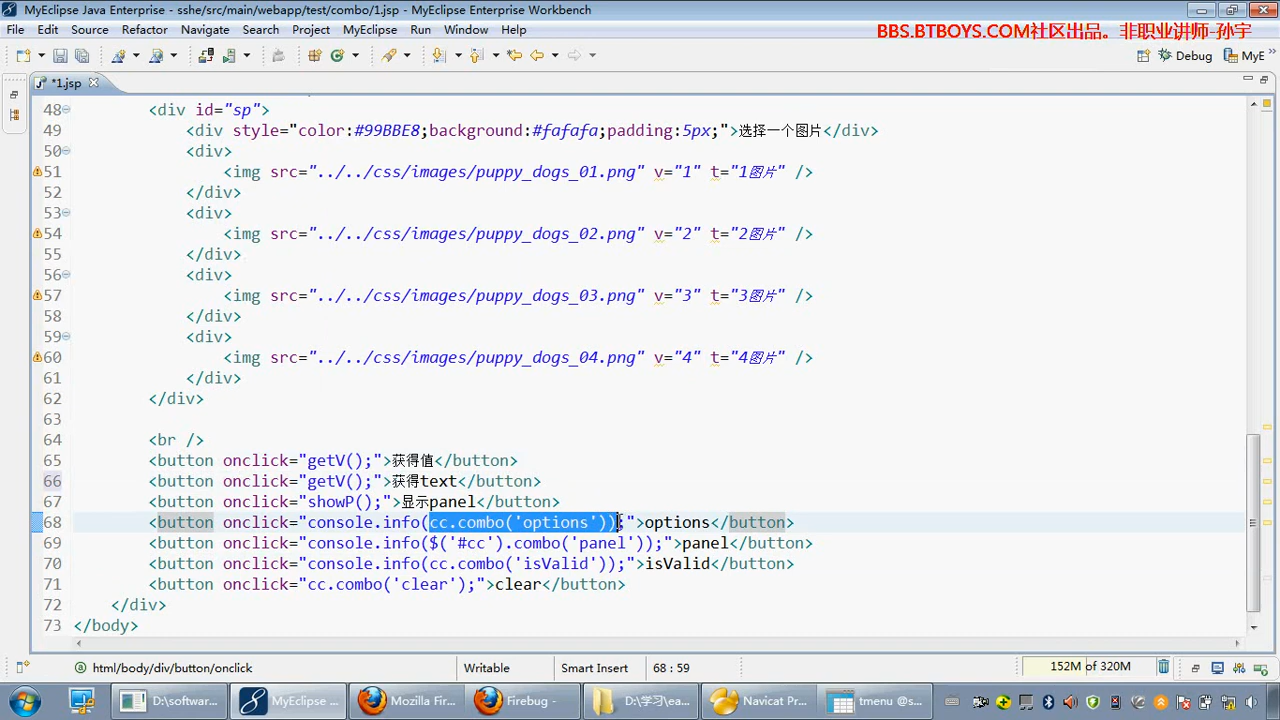 MyEclipse Java Enterprise - sshe/src/main/webapp/test/combo/1.jsp - MyEclipse Enterprise Workbench
File Edit Source Refactor Navigate Search Project MyEclipse Run Window Help
BBS.BTBOYS.COM社区出品。非职业讲师-孙宇
Debug MyE
*1.jsp
48 <div id="sp">
49 <div style="color:#99BBE8;background:#fafafa;padding:5px;">选择一个图片</div>
50 <div>
51 <img src="../../css/images/puppy_dogs_01.png" v="1" t="1图片" />
52 </div>
53 <div>
54 <img src="../../css/images/puppy_dogs_02.png" v="2" t="2图片" />
55 </div>
56 <div>
57 <img src="../../css/images/puppy_dogs_03.png" v="3" t="3图片" />
58 </div>
59 <div>
60 <img src="../../css/images/puppy_dogs_04.png" v="4" t="4图片" />
61 </div>
62 </div>
63
64 <br />
65 <button onclick="getV();">获得值</button>
66 <button onclick="getV();">获得text</button>
67 <button onclick="showP();">显示panel</button>
68 <button onclick="console.info(cc.combo('options'));">options</button>
69 <button onclick="console.info($('#cc').combo('panel'));">panel</button>
70 <button onclick="console.info(cc.combo('isValid'));">isValid</button>
71 <button onclick="cc.combo('clear');">clear</button>
72 </div>
73 </body>
html/body/div/button/onclick Writable Smart Insert 68 : 59 152M of 320M
D:\software... MyEclipse ... Mozilla Fir... Firebug - ... D:\学习\ea... Navicat Pr... tmenu @s...